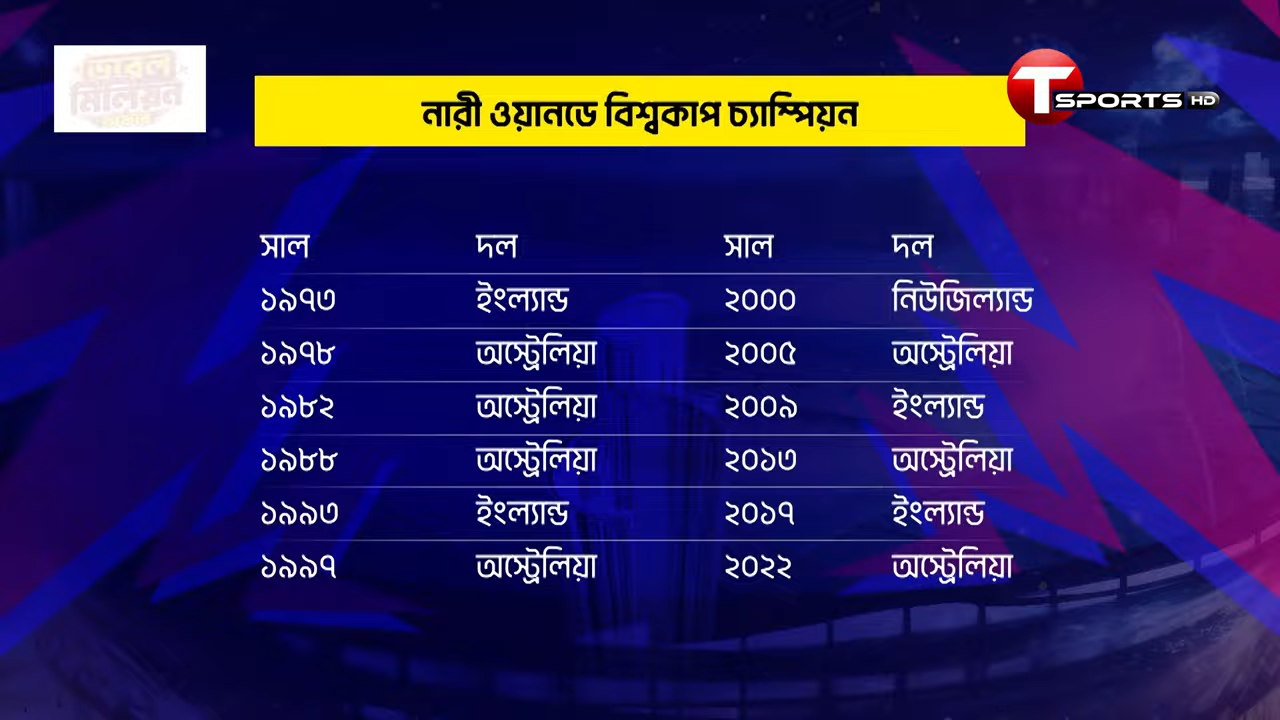 ডাবল
মিলিয়ন
নারী ওয়ানডে বিশ্বকাপ চ্যাম্পিয়ন
T SPORTS HD
সাল দল সাল দল
১৯৭৩ ইংল্যান্ড ২০০০ নিউজিল্যান্ড
১৯৭৮ অস্ট্রেলিয়া ২০০৫ অস্ট্রেলিয়া
১৯৮২ অস্ট্রেলিয়া ২০০৯ ইংল্যান্ড
১৯৮৮ অস্ট্রেলিয়া ২০১৩ অস্ট্রেলিয়া
১৯৯৩ ইংল্যান্ড ২০১৭ ইংল্যান্ড
১৯৯৭ অস্ট্রেলিয়া ২০২২ অস্ট্রেলিয়া